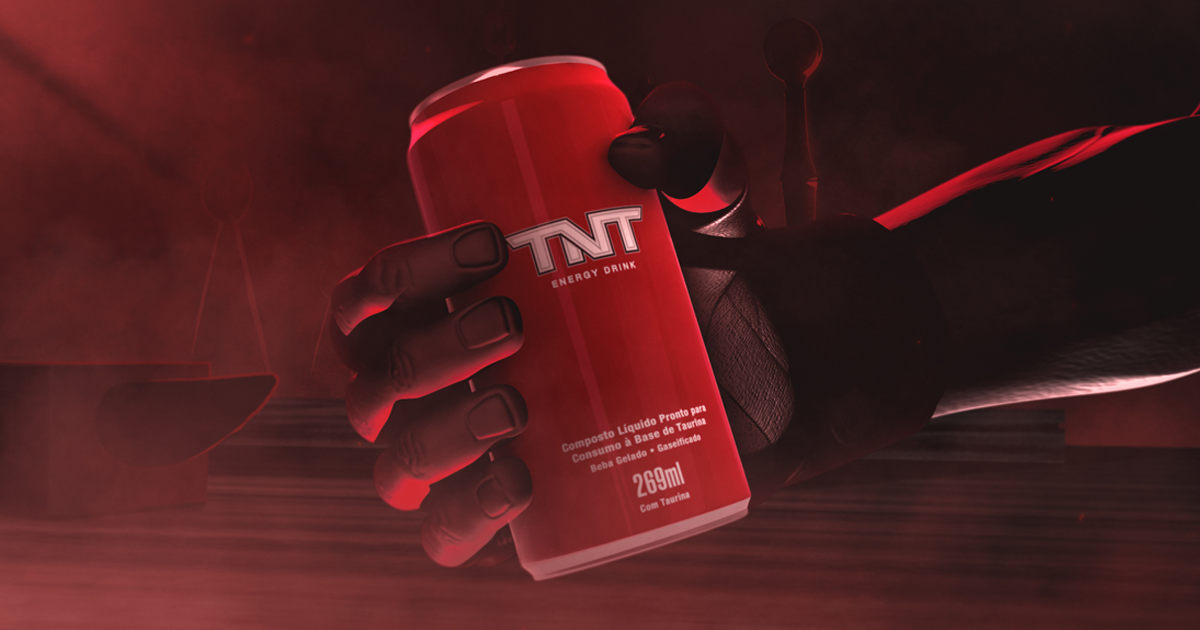 TNT
ENERGY DRINK
Composto Líquido Pronto para
Consumo à Base de Taurina
Beba Gelado • Gaseificado
269ml
Com Taurina